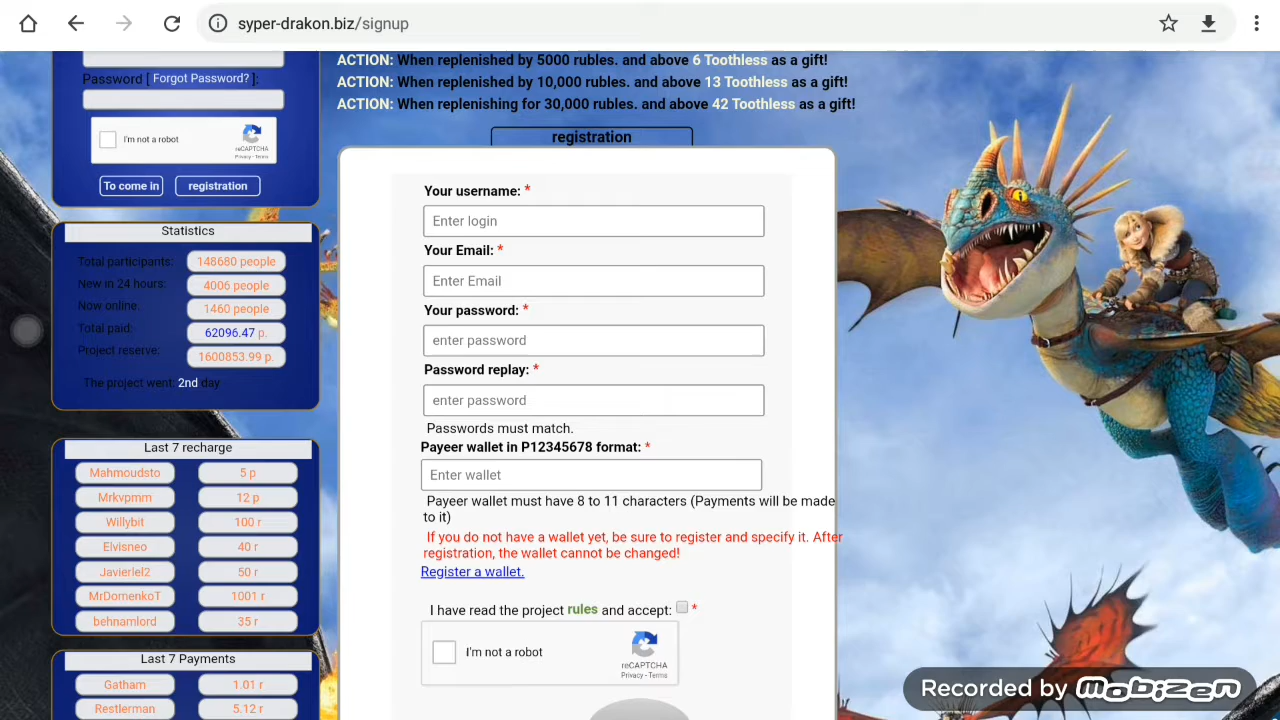 syper-drakon.biz/signup
ACTION: When replenished by 5000 rubles. and above 6 Toothless as a gift!
ACTION: When replenished by 10,000 rubles. and above 13 Toothless as a gift!
ACTION: When replenishing for 30,000 rubles. and above 42 Toothless as a gift!
Password [ Forgot Password? ]:
I'm not a robot
reCAPTCHA
Privacy - Terms
To come in
registration
Statistics
Total participants: 148680 people
New in 24 hours: 4006 people
Now online: 1460 people
Total paid: 62096.47 p.
Project reserve: 1600853.99 p.
The project went: 2nd day
Last 7 recharge
Mahmoudsto 5 p
Mrkvpmm 12 p
Willybit 100 r
Elvisneo 40 r
Javierlel2 50 r
MrDomenkoT 1001 r
behnamlord 35 r
Last 7 Payments
Gatham 1.01 r
Restlerman 5.12 r
registration
Your username: *
Enter login
Your Email: *
Enter Email
Your password: *
enter password
Password replay: *
enter password
Passwords must match.
Payeer wallet in P12345678 format: *
Enter wallet
Payeer wallet must have 8 to 11 characters (Payments will be made
to it)
If you do not have a wallet yet, be sure to register and specify it. After
registration, the wallet cannot be changed!
Register a wallet.
I have read the project rules and accept: *
I'm not a robot
reCAPTCHA
Privacy - Terms
Recorded by mobizen